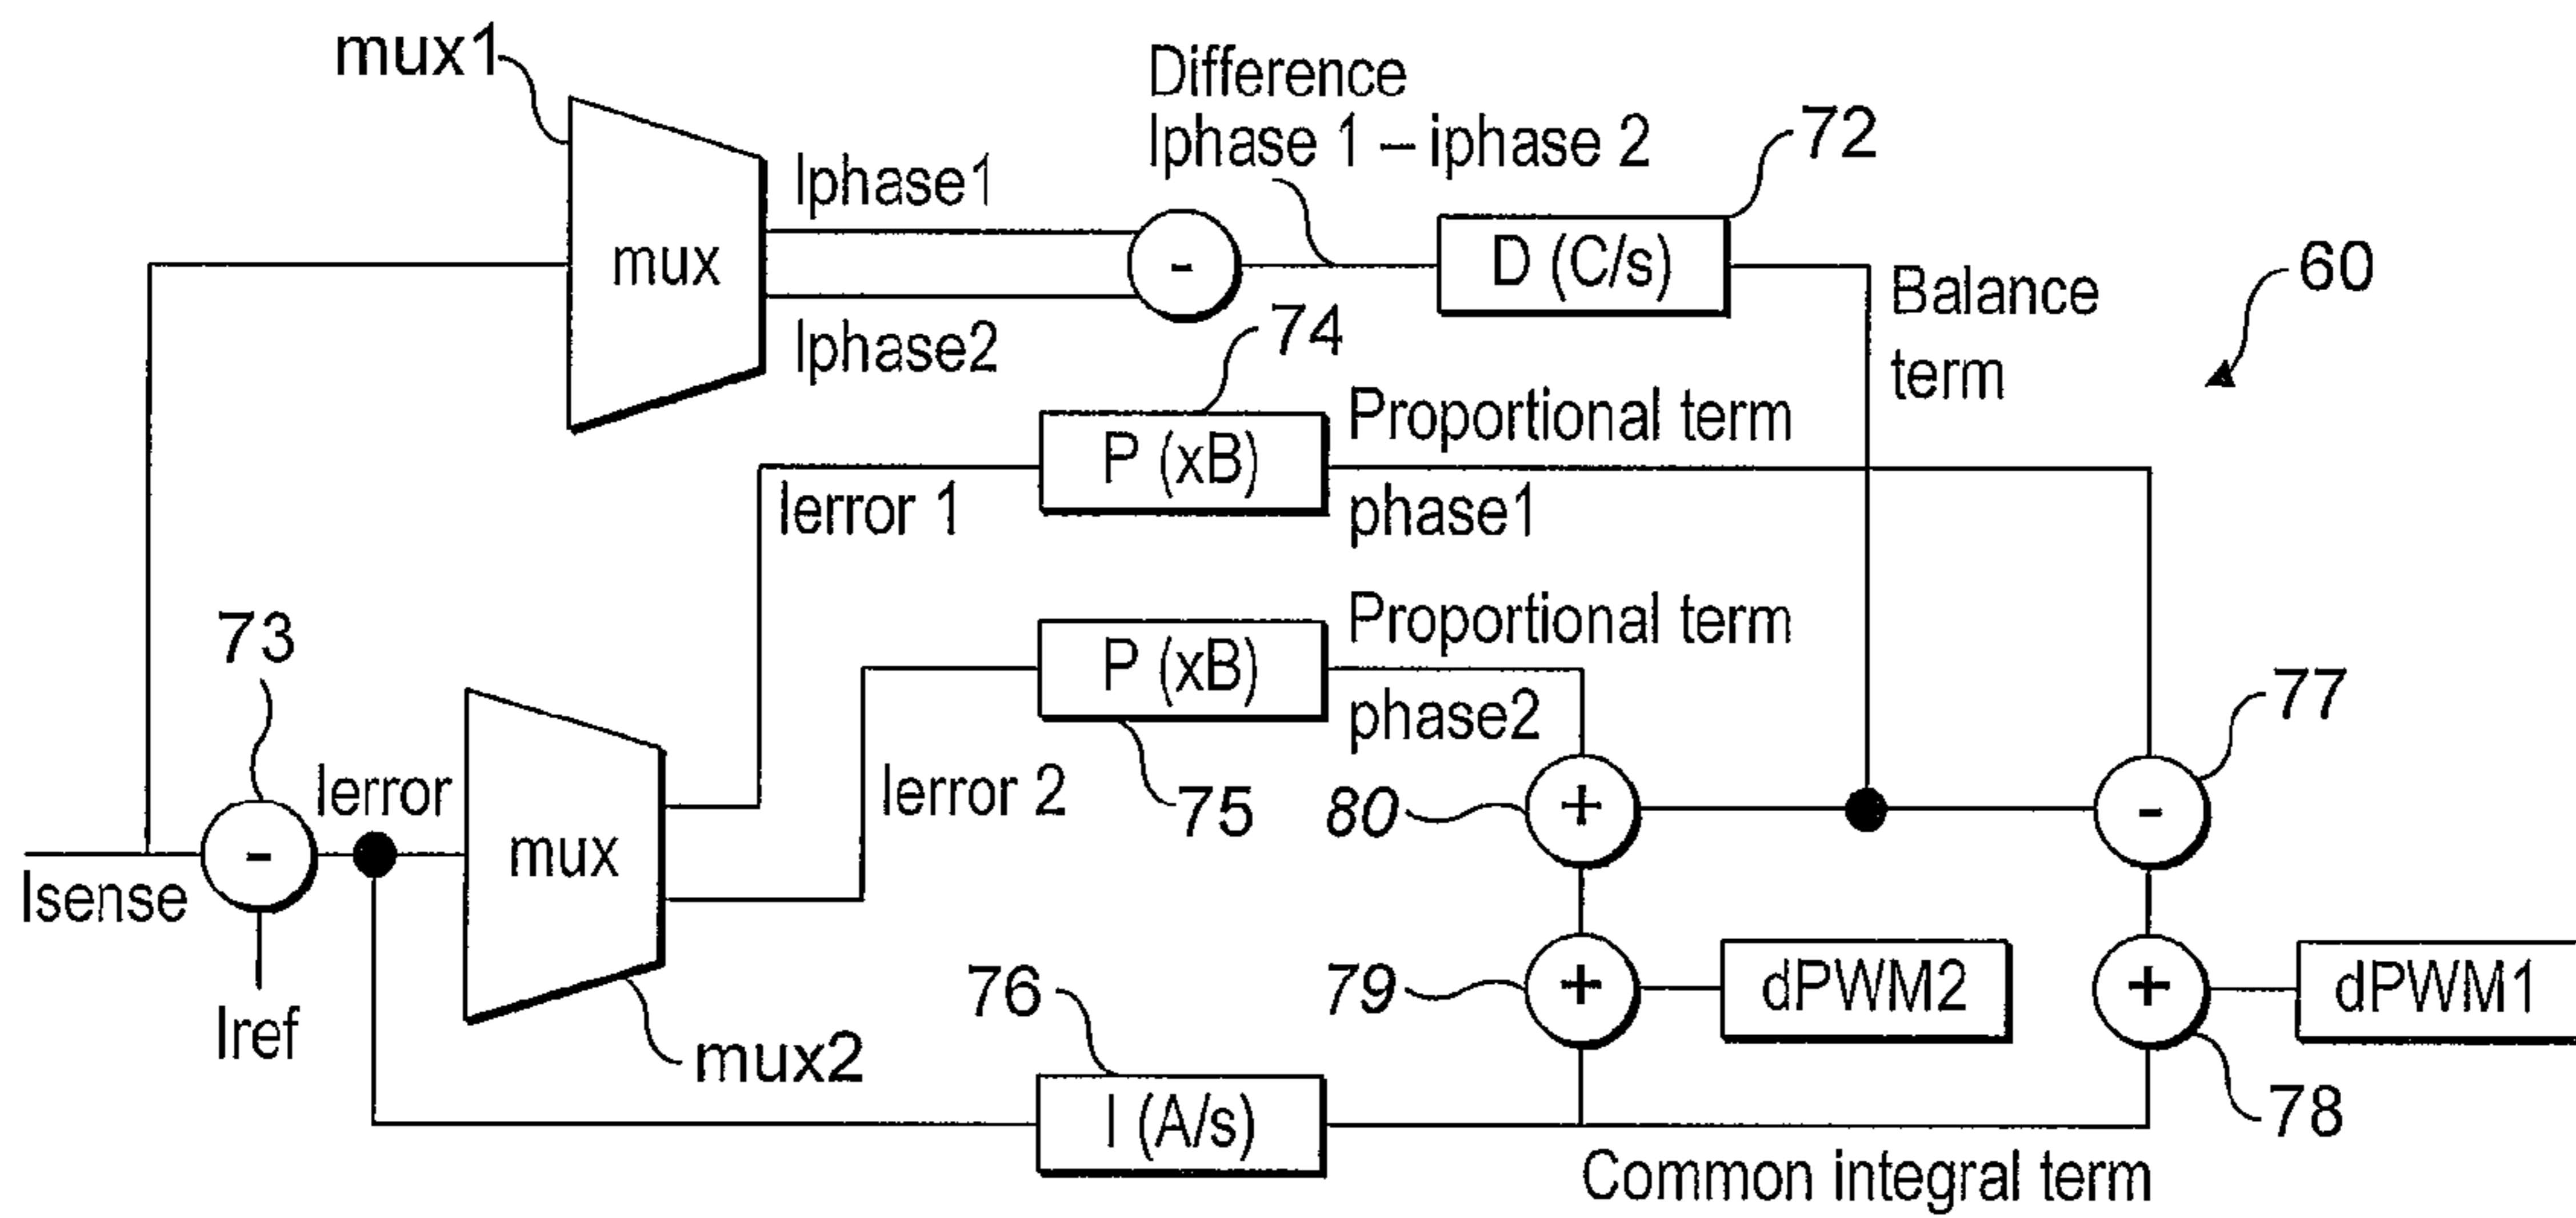 mux1
Difference
Iphase 1 – iphase 2
72
Iphase1
mux
-
D (C/s)
60
Iphase2
74
Balance
term
P (xB)
Proportional term
phase1
Ierror 1
73
Proportional term
P (xB)
phase2
77
Ierror
Ierror 2
75
80
+
-
-
mux
Isense
76
79
+
dPWM2
+
dPWM1
Iref
mux2
I (A/s)
78
Common integral term